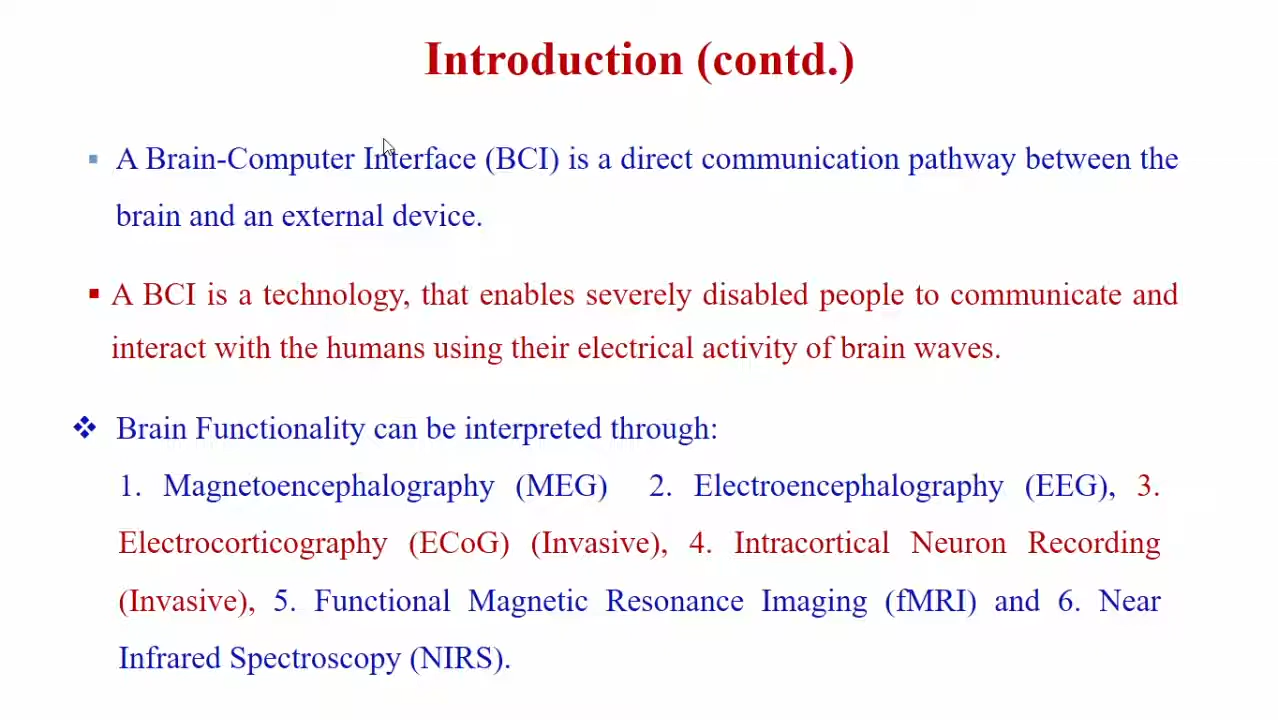 Introduction (contd.)
▪ A Brain-Computer Interface (BCI) is a direct communication pathway between the
brain and an external device.
▪ A BCI is a technology, that enables severely disabled people to communicate and
interact with the humans using their electrical activity of brain waves.
❖ Brain Functionality can be interpreted through:
1. Magnetoencephalography (MEG) 2. Electroencephalography (EEG), 3.
Electrocorticography (ECoG) (Invasive), 4. Intracortical Neuron Recording
(Invasive), 5. Functional Magnetic Resonance Imaging (fMRI) and 6. Near
Infrared Spectroscopy (NIRS).